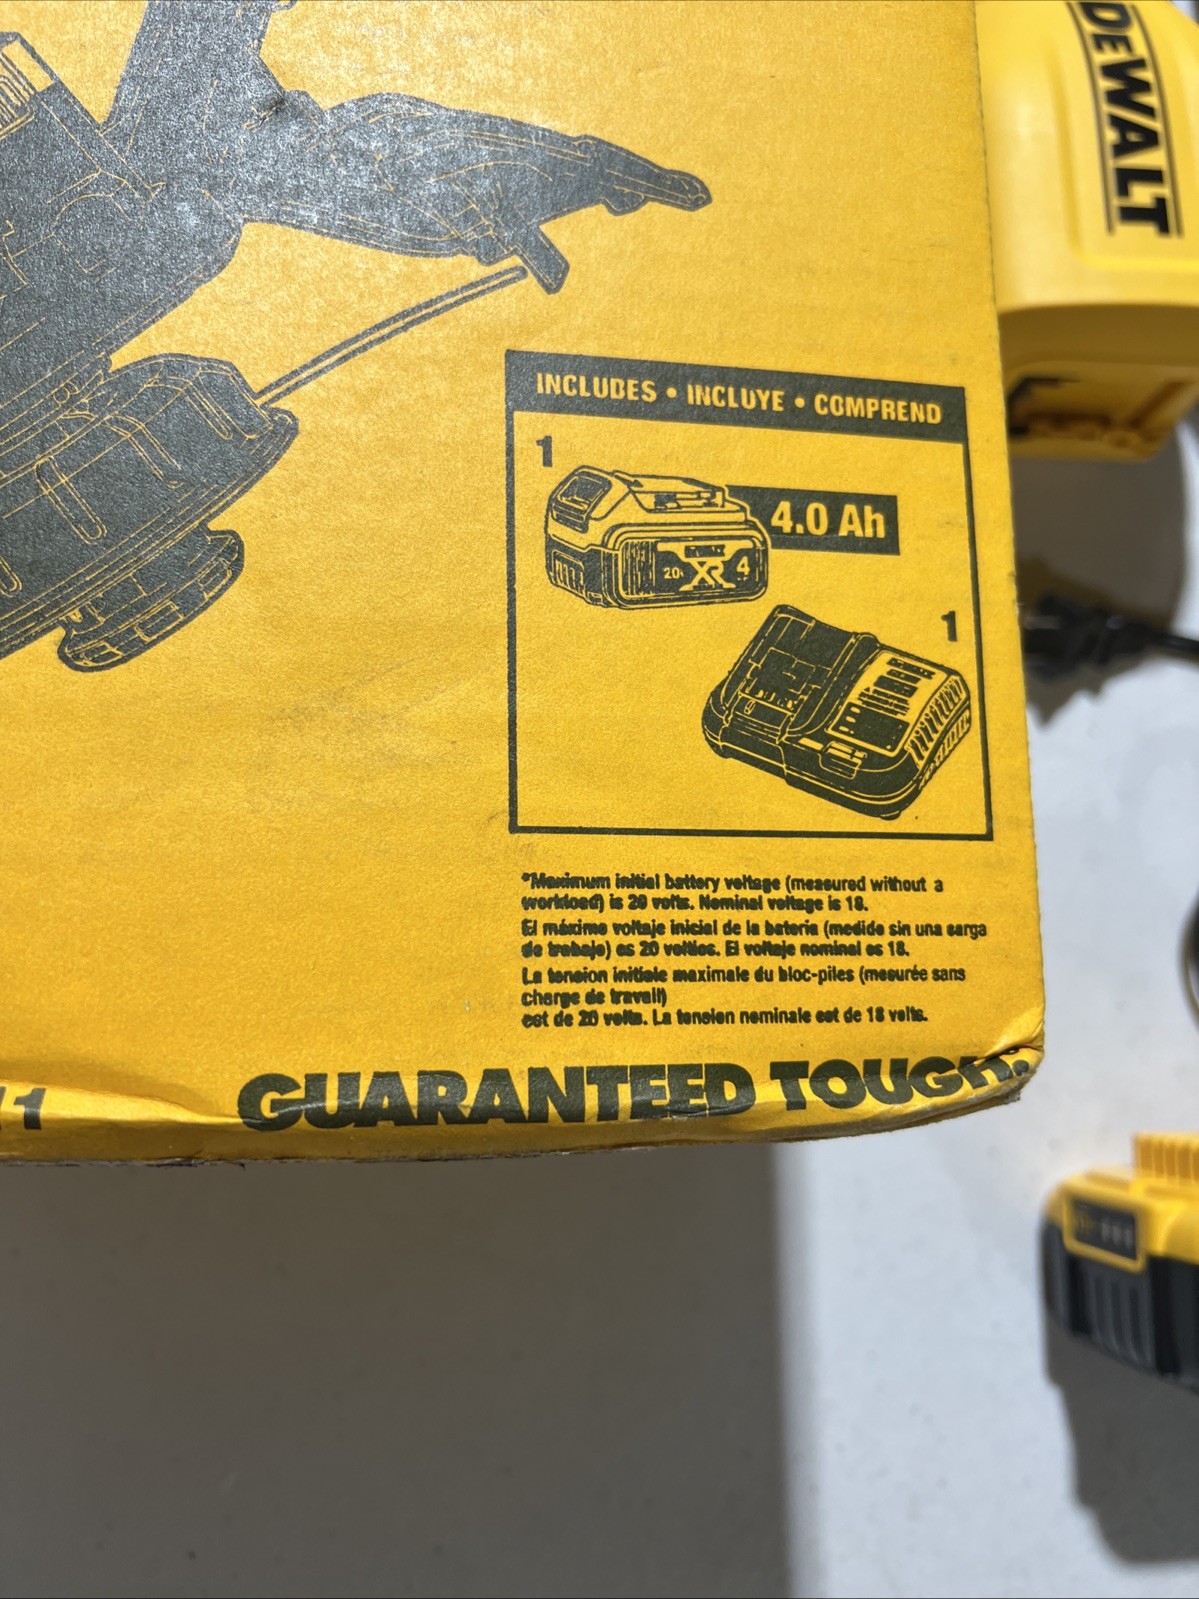 DEWALT
INCLUDES • INCLUYE • COMPREND
1
4.0 Ah
20V XR 4
1
*Maximum initial battery voltage (measured without a
workload) is 20 volts. Nominal voltage is 18.
El máximo voltaje inicial de la batería (medido sin una carga
de trabajo) es 20 voltios. El voltaje nominal es 18.
La tension initiale maximale du bloc-piles (mesurée sans
charge de travail)
est de 20 volts. La tension nominale est de 18 volts.
GUARANTEED TOUGH.